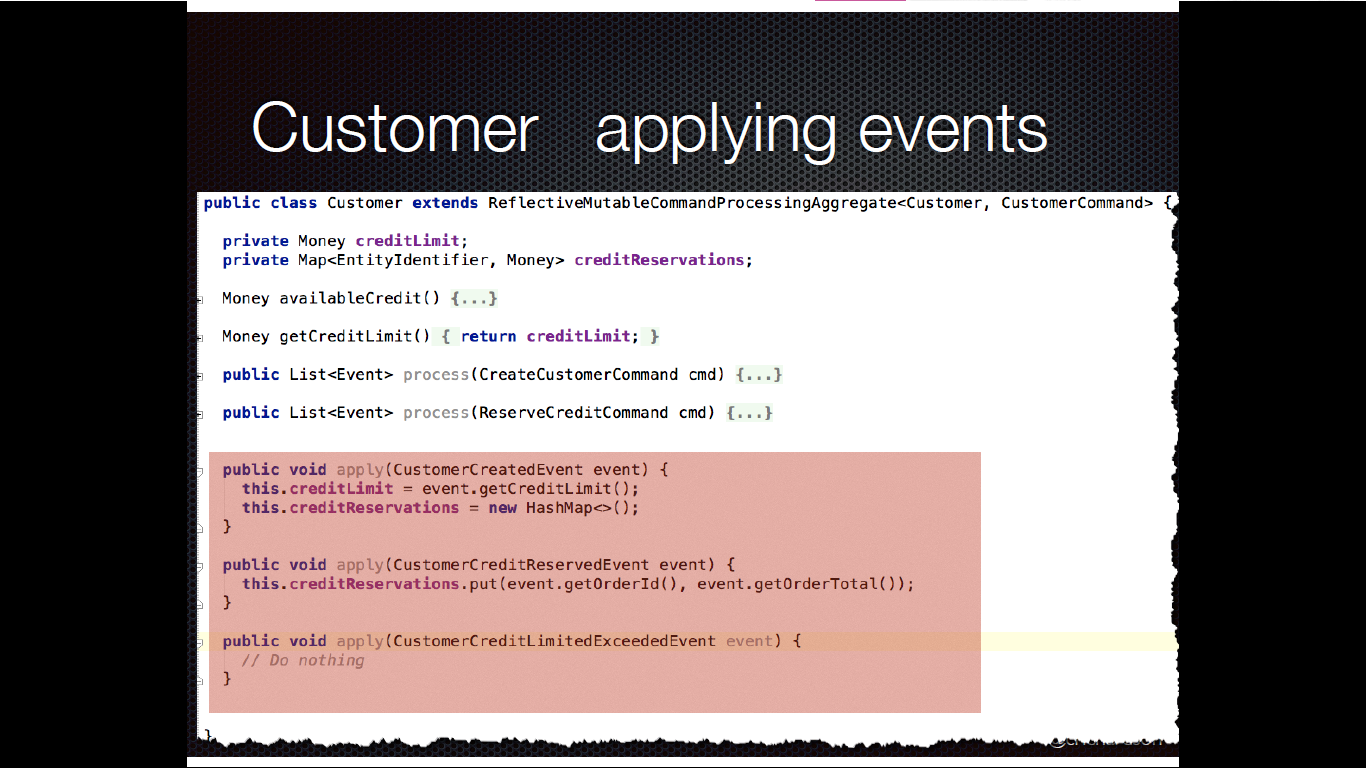 Customer applying events
public class Customer extends ReflectiveMutableCommandProcessingAggregate<Customer, CustomerCommand> {
private Money creditLimit;
private Map<EntityIdentifier, Money> creditReservations;
Money availableCredit() {...}
Money getCreditLimit() { return creditLimit; }
public List<Event> process(CreateCustomerCommand cmd) {...}
public List<Event> process(ReserveCreditCommand cmd) {...}
public void apply(CustomerCreatedEvent event) {
this.creditLimit = event.getCreditLimit();
this.creditReservations = new HashMap<>();
}
public void apply(CustomerCreditReservedEvent event) {
this.creditReservations.put(event.getOrderId(), event.getOrderTotal());
}
public void apply(CustomerCreditLimitedExceededEvent event) {
// Do nothing
}
}